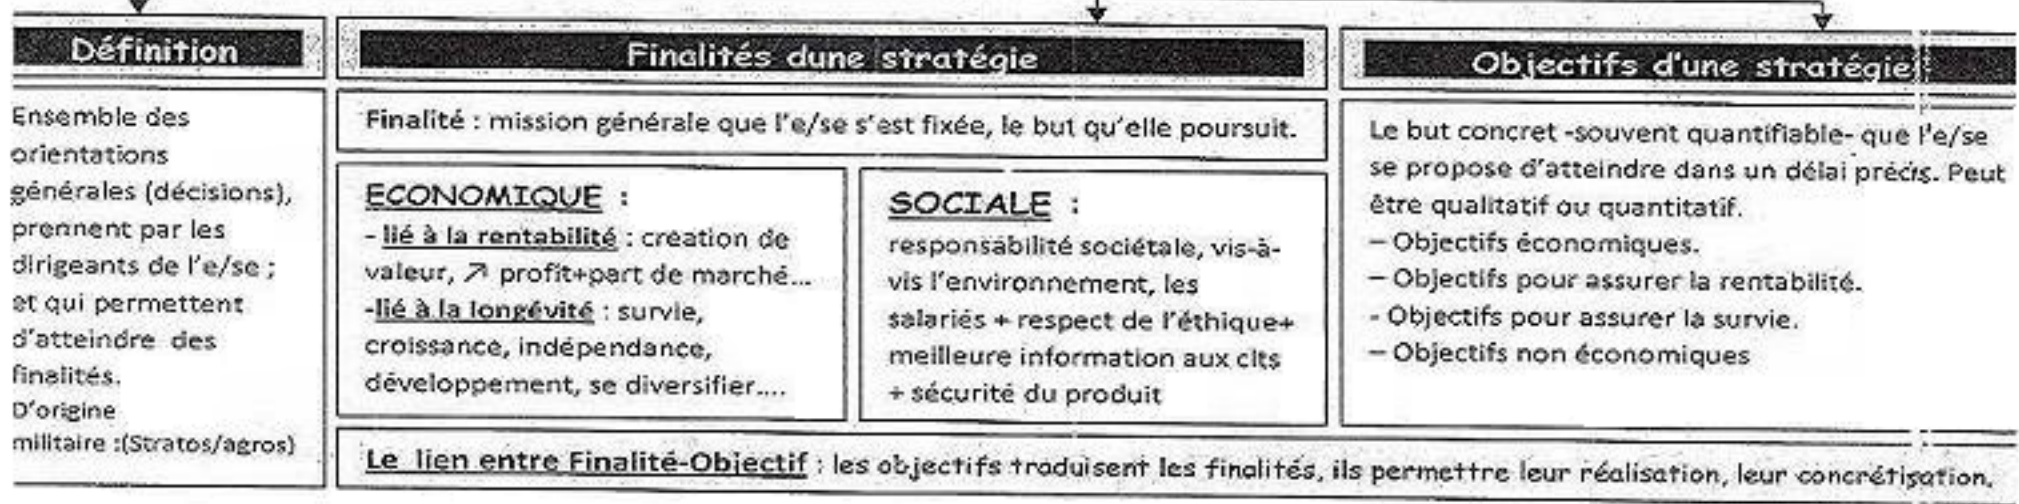 Définition
Ensemble des
orientations
générales (décisions),
prennent par les
dirigeants de l'e/se ;
et qui permettent
d'atteindre des
finalités.
D'origine
militaire :(Stratos/agros)
Finalités dune stratégie
Finalité : mission générale que l'e/se s'est fixée, le but qu'elle poursuit.
ECONOMIQUE :
- lié à la rentabilité : creation de
valeur, ↗ profit+part de marché...
-lié à la longévité : survie,
croissance, indépendance,
développement, se diversifier....
SOCIALE :
responsabilité sociétale, vis-à-
vis l'environnement, les
salariés + respect de l'éthique+
meilleure information aux clts
+ sécurité du produit
Objectifs d'une stratégie
Le but concret -souvent quantifiable- que l'e/se
se propose d'atteindre dans un délai précis. Peut
être qualitatif ou quantitatif.
– Objectifs économiques.
– Objectifs pour assurer la rentabilité.
- Objectifs pour assurer la survie.
– Objectifs non économiques
Le lien entre Finalité-Objectif : les objectifs traduisent les finalités, ils permettre leur réalisation, leur concrétisation.